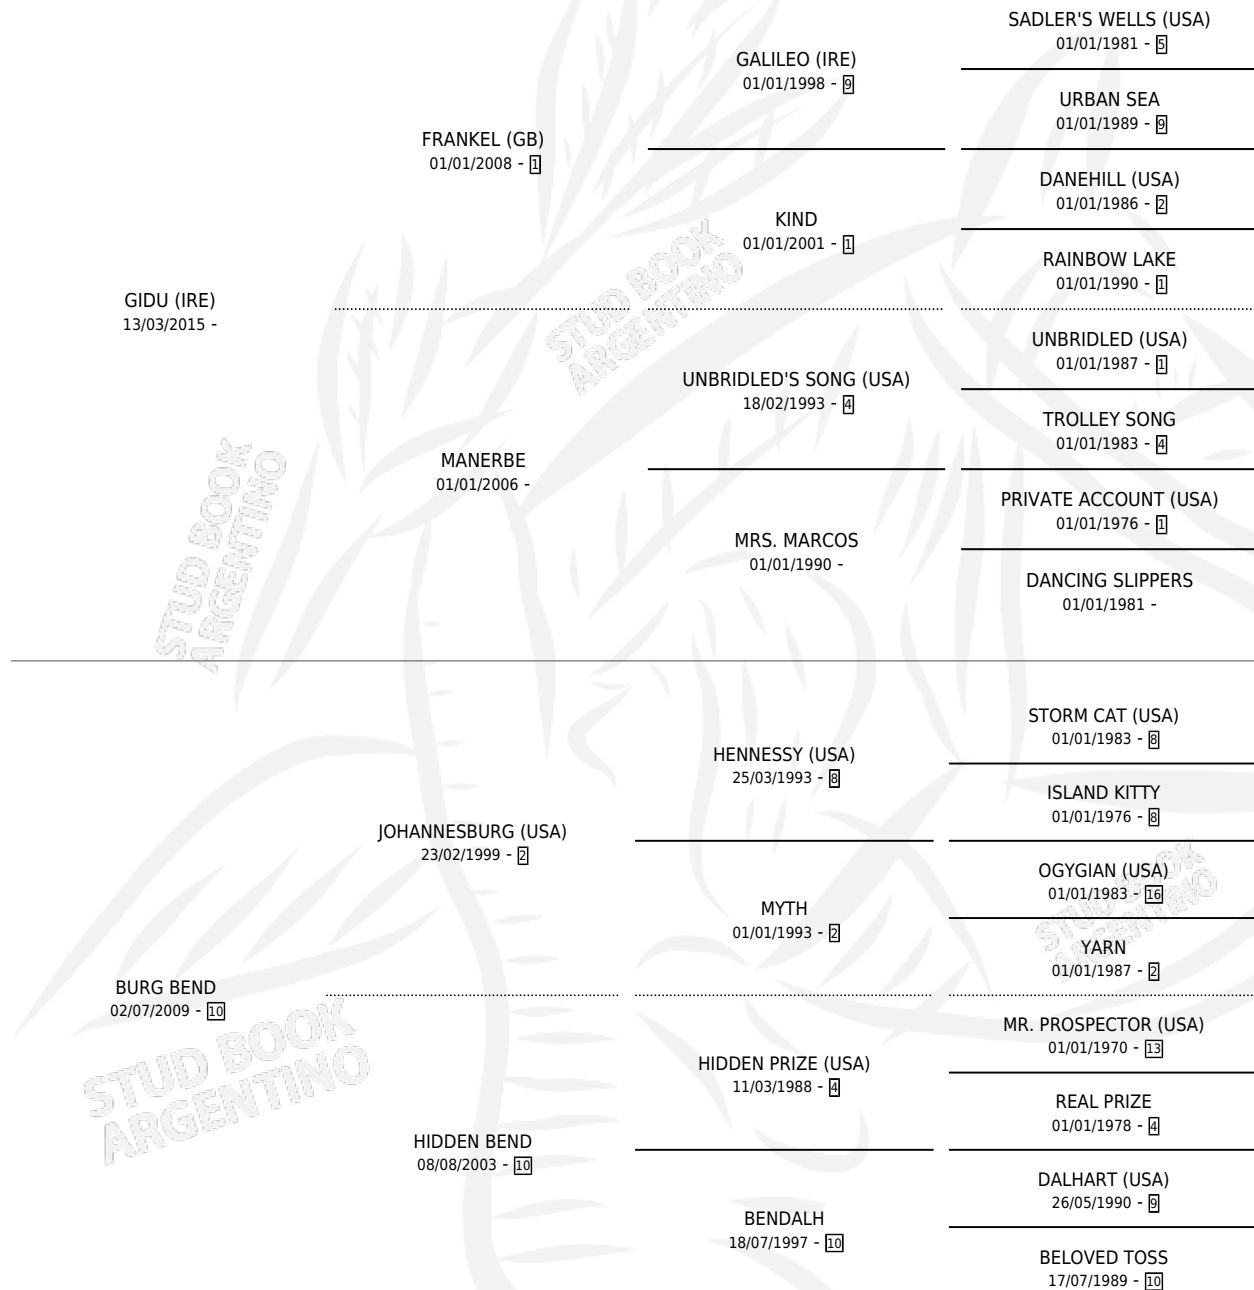 SADLER'S WELLS (USA)
01/01/1981 - 5
GALILEO (IRE)
01/01/1998 - 9
URBAN SEA
01/01/1989 - 9
FRANKEL (GB)
01/01/2008 - 1
DANEHILL (USA)
01/01/1986 - 2
KIND
01/01/2001 - 1
RAINBOW LAKE
01/01/1990 - 1
GIDU (IRE)
13/03/2015 -
UNBRIDLED (USA)
01/01/1987 - 1
UNBRIDLED'S SONG (USA)
18/02/1993 - 4
TROLLEY SONG
01/01/1983 - 4
MANERBE
01/01/2006 -
PRIVATE ACCOUNT (USA)
01/01/1976 - 1
MRS. MARCOS
01/01/1990 -
DANCING SLIPPERS
01/01/1981 -
STORM CAT (USA)
01/01/1983 - 8
HENNESSY (USA)
25/03/1993 - 8
ISLAND KITTY
01/01/1976 - 8
JOHANNESBURG (USA)
23/02/1999 - 2
OGYGIAN (USA)
01/01/1983 - 16
MYTH
01/01/1993 - 2
YARN
01/01/1987 - 2
BURG BEND
02/07/2009 - 10
MR. PROSPECTOR (USA)
01/01/1970 - 13
HIDDEN PRIZE (USA)
11/03/1988 - 4
REAL PRIZE
01/01/1978 - 4
HIDDEN BEND
08/08/2003 - 10
DALHART (USA)
26/05/1990 - 9
BENDALH
18/07/1997 - 10
BELOVED TOSS
17/07/1989 - 10
STUD BOOK
ARGENTINO
STUD BOOK
ARGENTINO
STUD BOOK
ARGENTINO
STUD BOOK
ARGENTINO